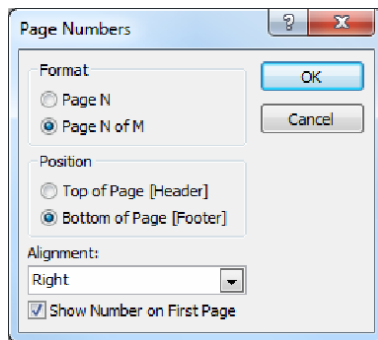 Page Numbers
Format
Page N
Page N of M
Position
Top of Page [Header]
Bottom of Page [Footer]
Alignment:
Right
Show Number on First Page
?
OK
Cancel